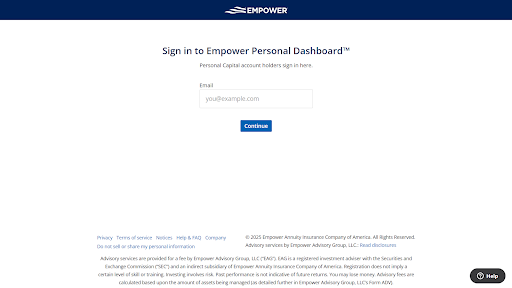 EMPOWER
Sign in to Empower Personal Dashboard™
Personal Capital account holders sign in here.
Email
you@example.com
Continue
Privacy Terms of service Notices Help & FAQ Company
Do not sell or share my personal information
© 2025 Empower Annuity Insurance Company of America. All Rights Reserved.
Advisory services by Empower Advisory Group, LLC. Read disclosures
Advisory services are provided for a fee by Empower Advisory Group, LLC ("EAG"). EAG is a registered investment adviser with the Securities and
Exchange Commission ("SEC") and an indirect subsidiary of Empower Annuity Insurance Company of America. Registration does not imply a
certain level of skill or training. Investing involves risk. Past performance is not indicative of future returns. You may lose money. Advisory fees are
calculated based upon the amount of assets being managed (as detailed further in Empower Advisory Group, LLC's Form ADV).
Help